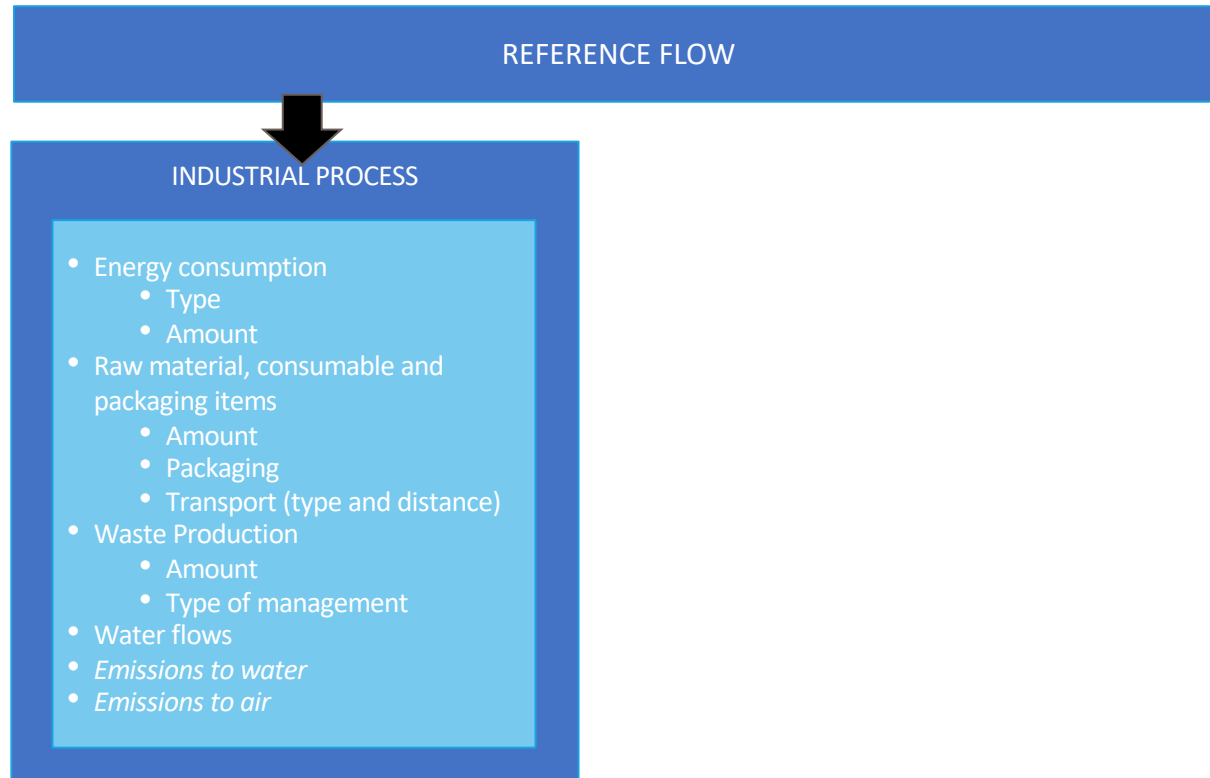 REFERENCE FLOW
INDUSTRIAL PROCESS
• Energy consumption
• Type
• Amount
• Raw material, consumable and
packaging items
• Amount
• Packaging
• Transport (type and distance)
• Waste Production
• Amount
• Type of management
• Water flows
• Emissions to water
• Emissions to air